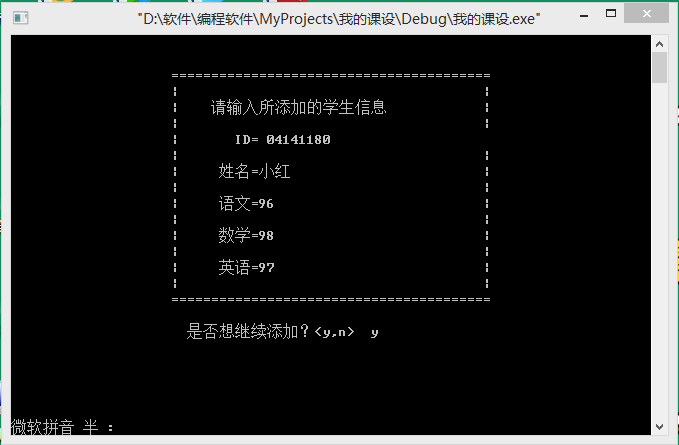 "D:\软件\编程软件\MyProjects\我的课设\Debug\我的课设.exe"
========================================
请输入所添加的学生信息
ID= 04141180
姓名=小红
语文=96
数学=98
英语=97
========================================
是否想继续添加？<y,n> y
微软拼音 半 :